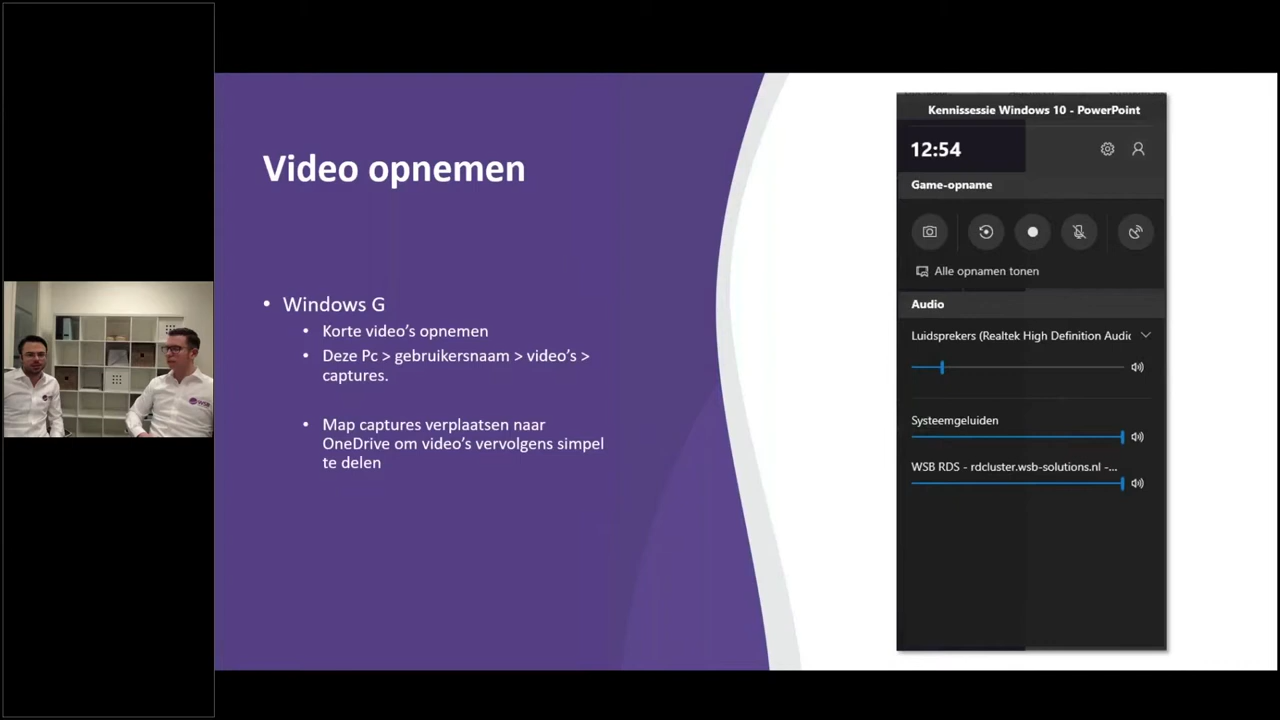 Video opnemen
• Windows G
• Korte video's opnemen
• Deze Pc > gebruikersnaam > video's >
captures.
• Map captures verplaatsen naar
OneDrive om video's vervolgens simpel
te delen
Kennissessie Windows 10 - PowerPoint
12:54
Game-opname
Alle opnamen tonen
Audio
Luidsprekers (Realtek High Definition Audic
Systeemgeluiden
WSB RDS - rdcluster.wsb-solutions.nl -...